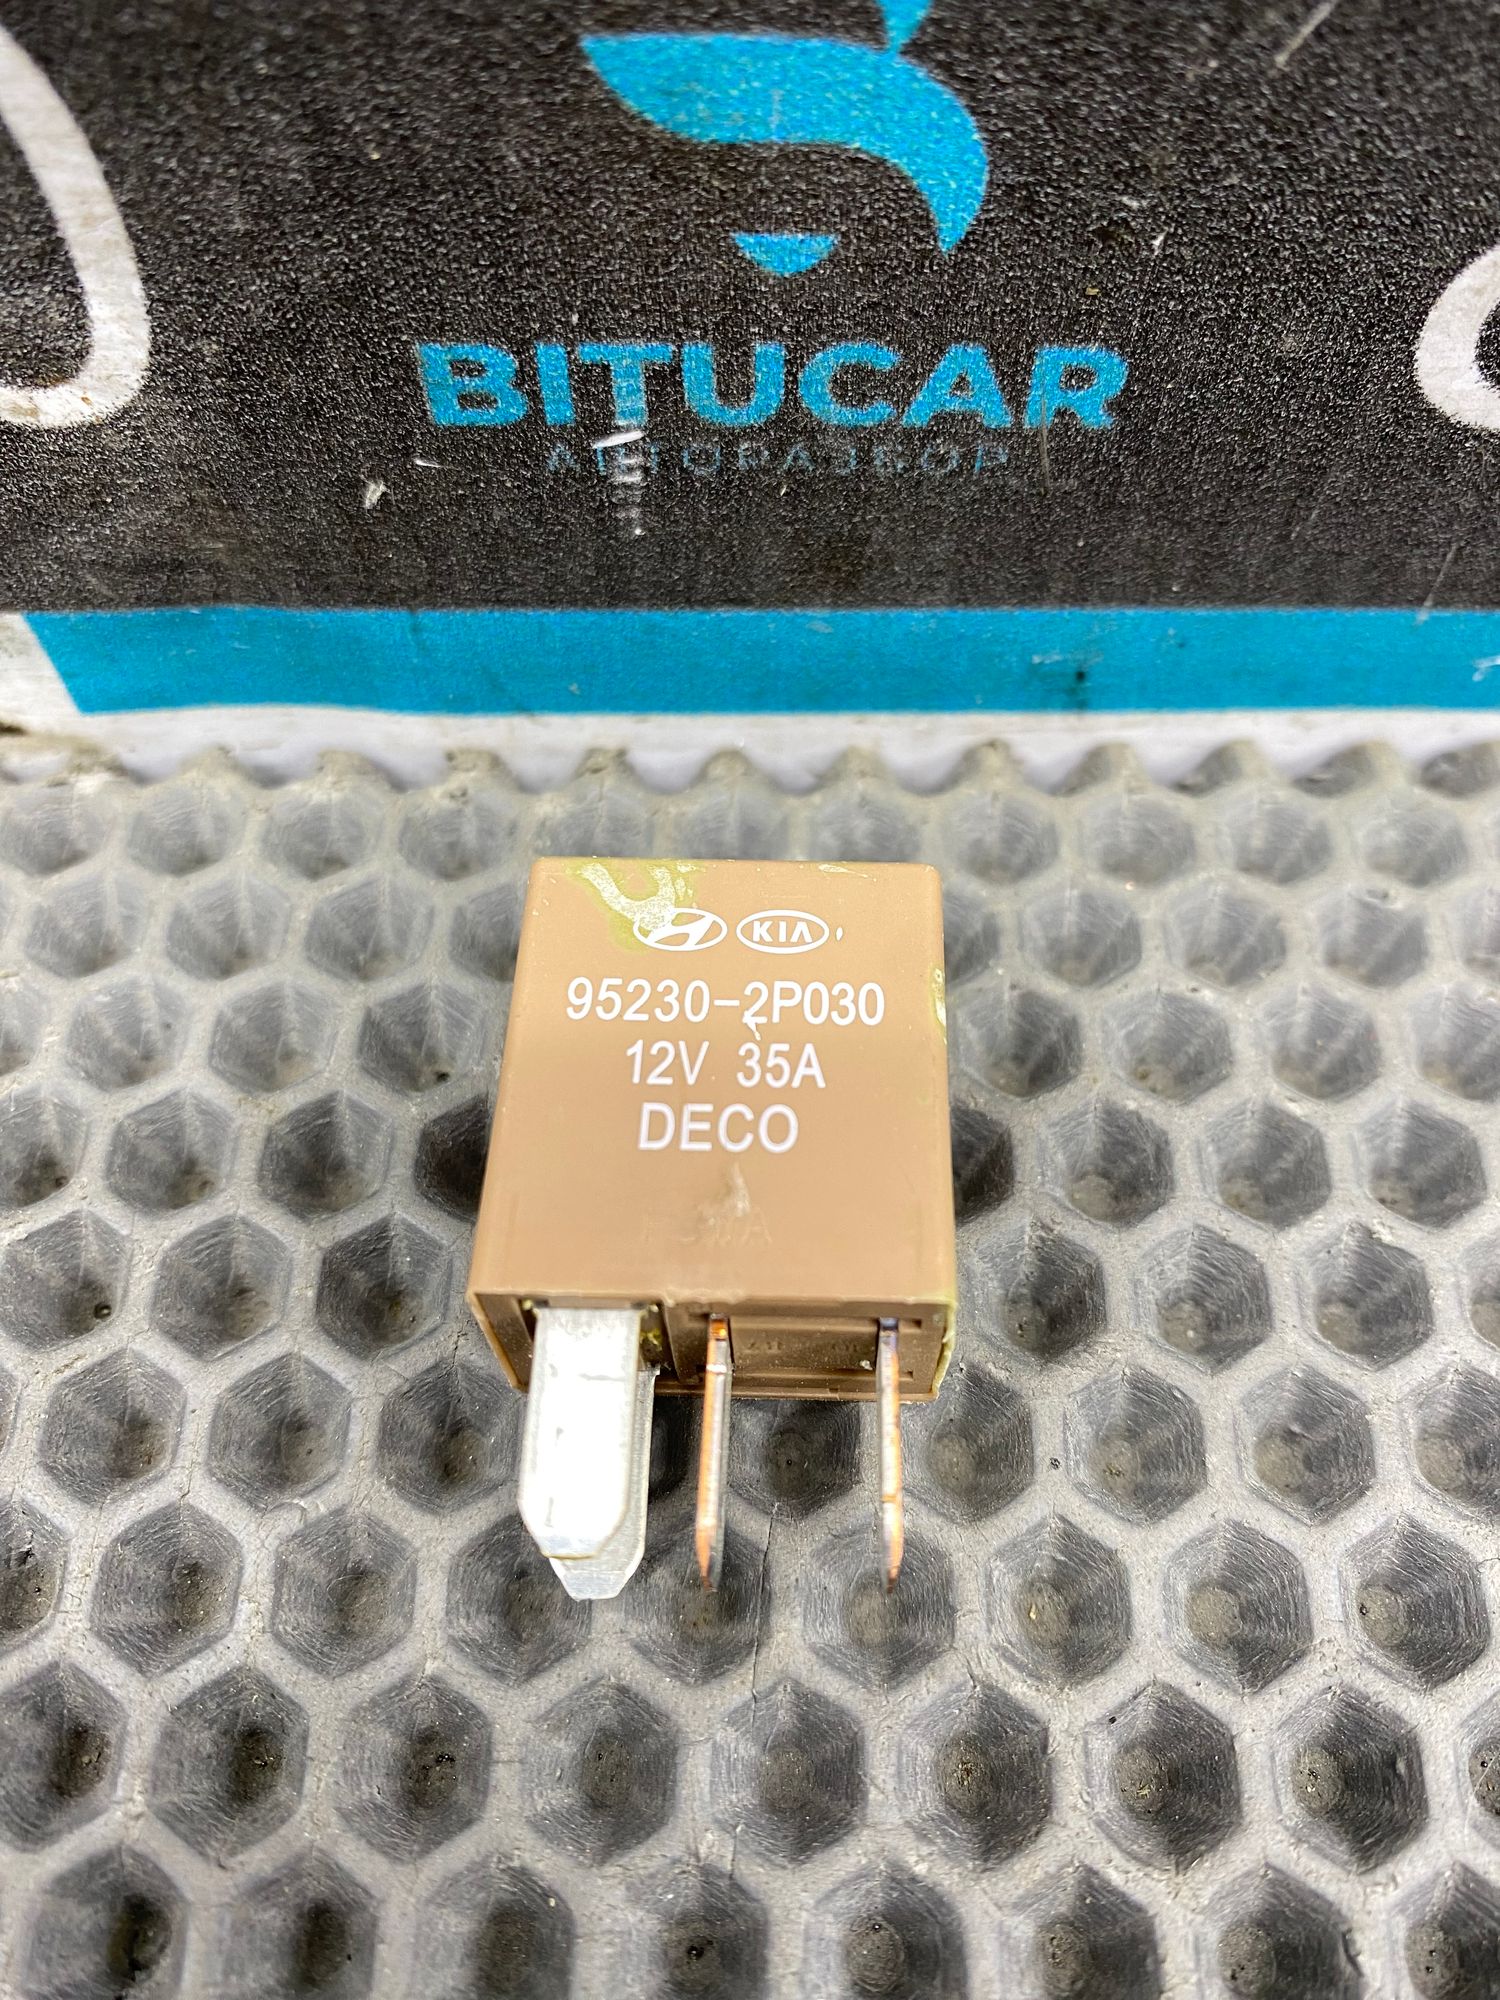 BITUCAR
АВТОРАЗБОР
KIA
95230-2P030
12V 35A
DECO